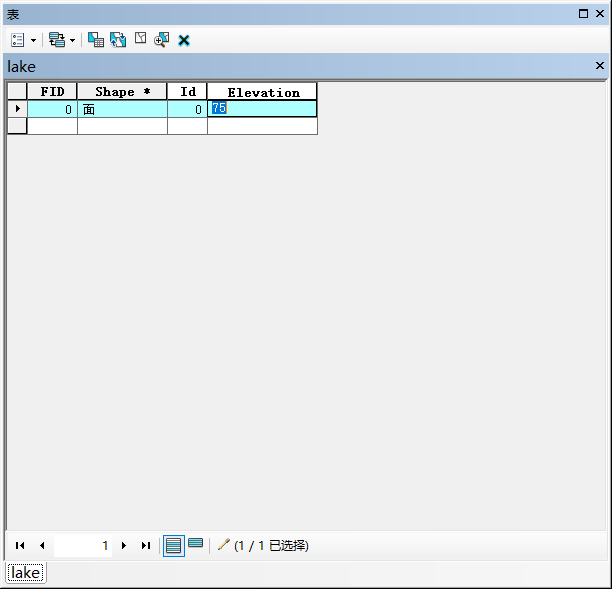 表
lake
FID Shape * Id Elevation
0 面 0 75
1 (1 / 1 已选择)
lake